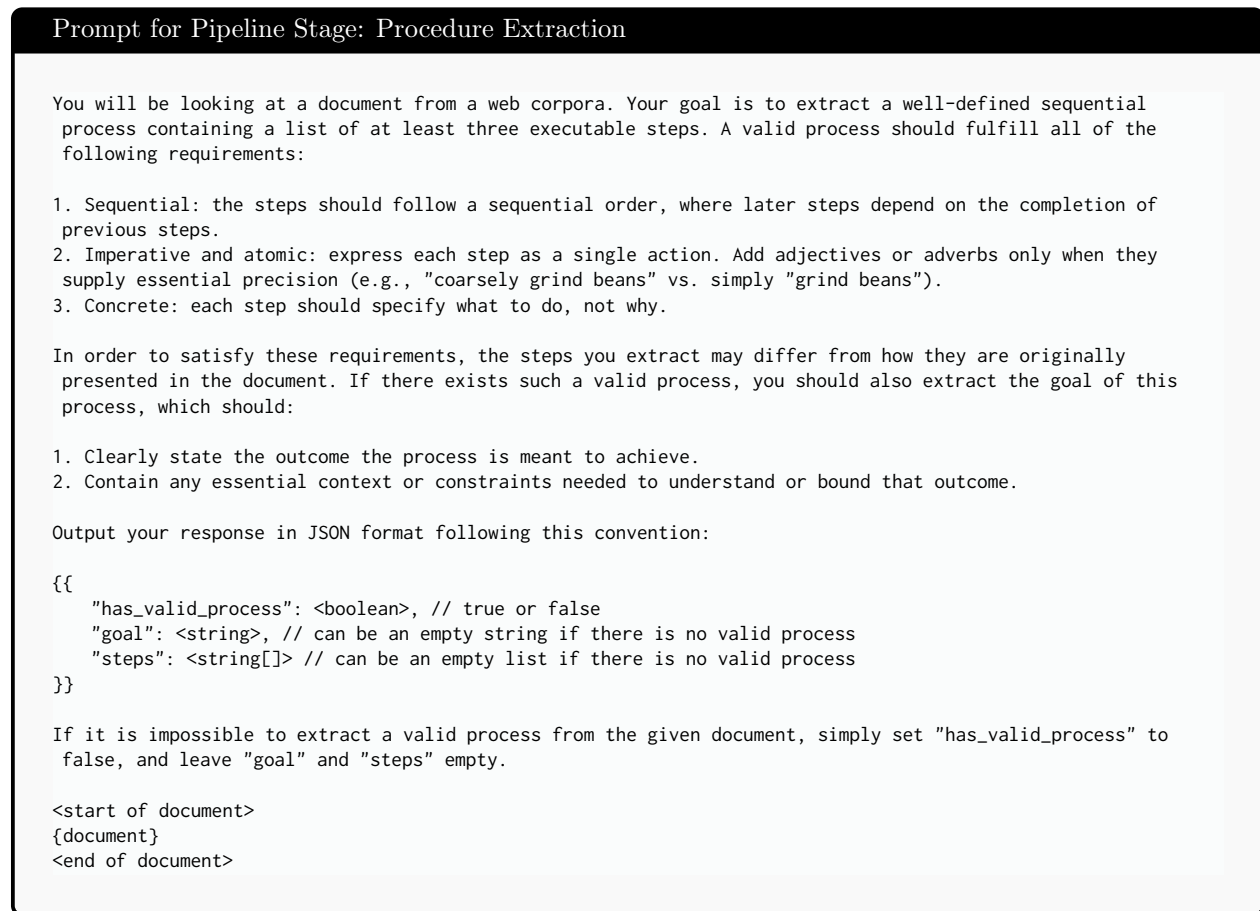 Prompt for Pipeline Stage: Procedure Extraction
You will be looking at a document from a web corpora. Your goal is to extract a well-defined sequential
process containing a list of at least three executable steps. A valid process should fulfill all of the
following requirements:
1. Sequential: the steps should follow a sequential order, where later steps depend on the completion of
previous steps.
2. Imperative and atomic: express each step as a single action. Add adjectives or adverbs only when they
supply essential precision (e.g., "coarsely grind beans" vs. simply "grind beans").
3. Concrete: each step should specify what to do, not why.
In order to satisfy these requirements, the steps you extract may differ from how they are originally
presented in the document. If there exists such a valid process, you should also extract the goal of this
process, which should:
1. Clearly state the outcome the process is meant to achieve.
2. Contain any essential context or constraints needed to understand or bound that outcome.
Output your response in JSON format following this convention:
{{
"has_valid_process": <boolean>, // true or false
"goal": <string>, // can be an empty string if there is no valid process
"steps": <string[]> // can be an empty list if there is no valid process
}}
If it is impossible to extract a valid process from the given document, simply set "has_valid_process" to
false, and leave "goal" and "steps" empty.
<start of document>
{document}
<end of document>